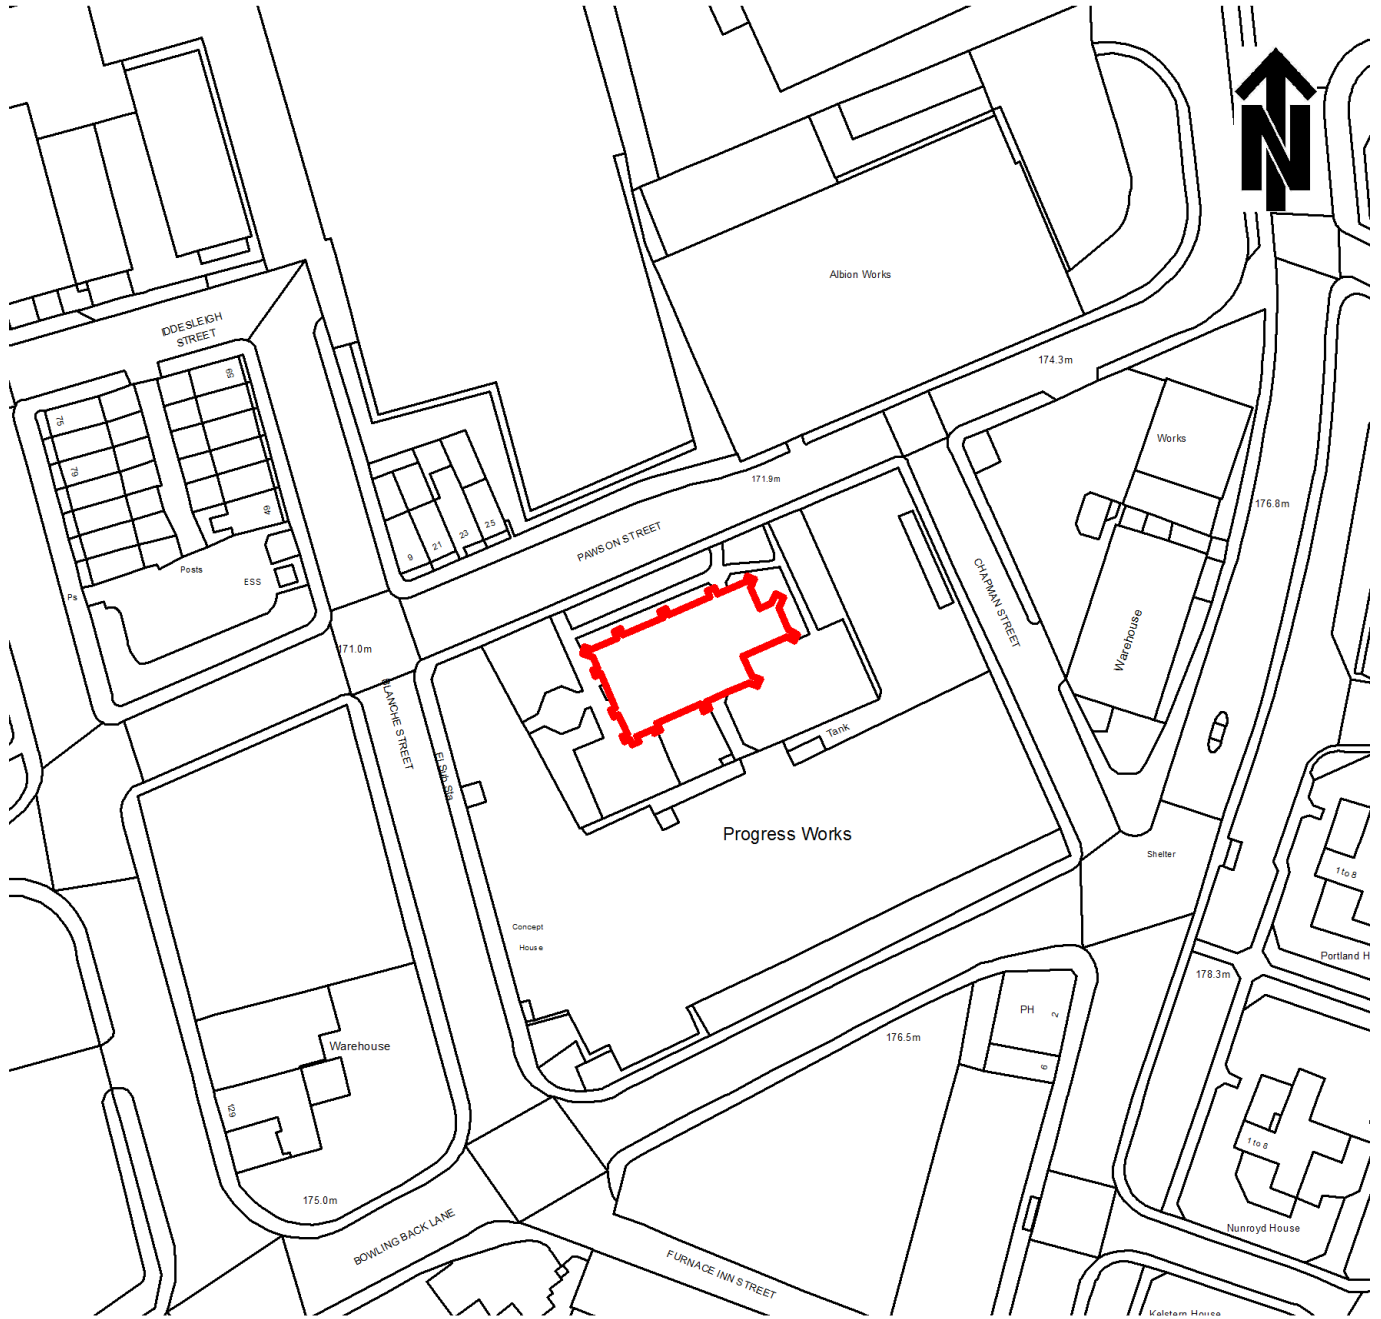 N
Albion Works
IDDESLEIGH
STREET
174.3m
59
75
Works
79
171.9m
176.8m
49
25
23
21
9
PAWSON STREET
Posts
ESS
CHAPMAN STREET
Ps
Warehouse
171.0m
BLANCHE STREET
Tank
El Sub Sta
Progress Works
Shelter
1 to 8
Concept
House
Portland H
178.3m
PH
2
176.5m
Warehouse
6
129
1 to 8
175.0m
Nunroyd House
BOWLING BACK LANE
FURNACE INN STREET
Kelstern House